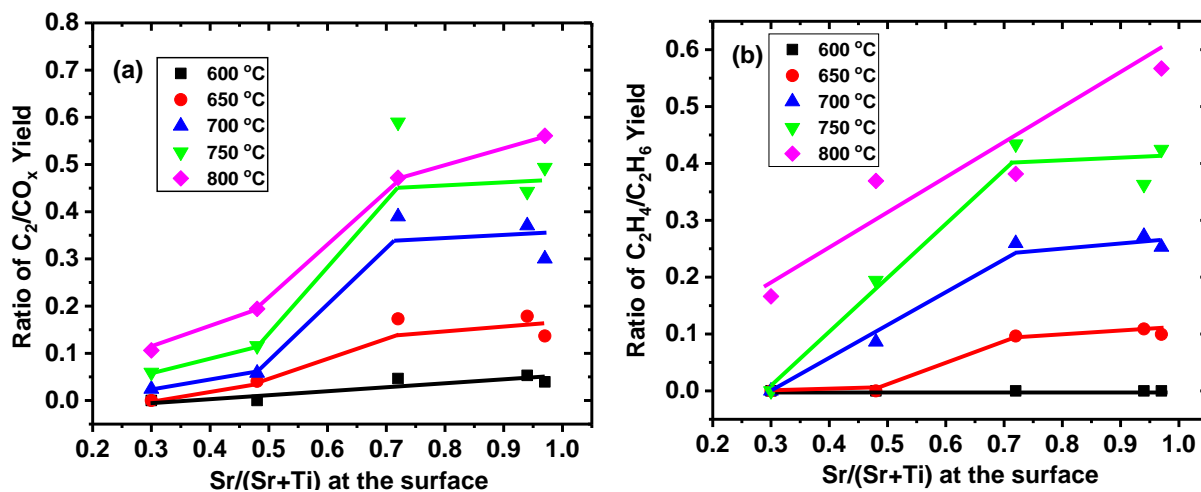 (a)
600 °C
650 °C
700 °C
750 °C
800 °C
Ratio of C₂/COₓ Yield
0.8
0.7
0.6
0.5
0.4
0.3
0.2
0.1
0.0
0.2 0.3 0.4 0.5 0.6 0.7 0.8 0.9 1.0
Sr/(Sr+Ti) at the surface
(b)
600 °C
650 °C
700 °C
750 °C
800 °C
Ratio of C₂H₄/C₂H₆ Yield
0.6
0.5
0.4
0.3
0.2
0.1
0.0
0.2 0.3 0.4 0.5 0.6 0.7 0.8 0.9 1.0
Sr/(Sr+Ti) at the surface